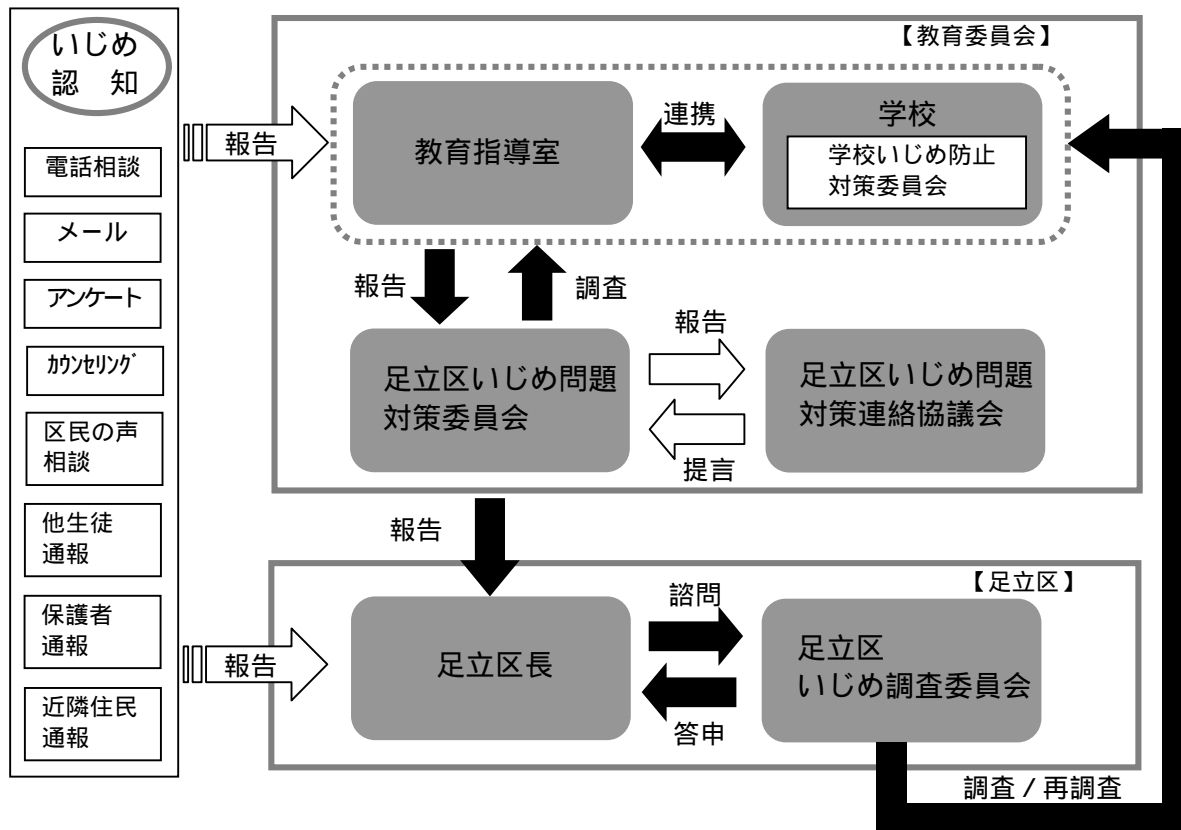 いじめ
認　知
電話相談
メール
アンケート
ｶｳﾝｾﾘﾝｸﾞ
区民の声
相談
他生徒
通報
保護者
通報
近隣住民
通報
報告
報告
【教育委員会】
教育指導室
連携
学校
学校いじめ防止
対策委員会
報告
調査
足立区いじめ問題
対策委員会
報告
提言
足立区いじめ問題
対策連絡協議会
報告
【足立区】
足立区長
諮問
答申
足立区
いじめ調査委員会
調査 / 再調査